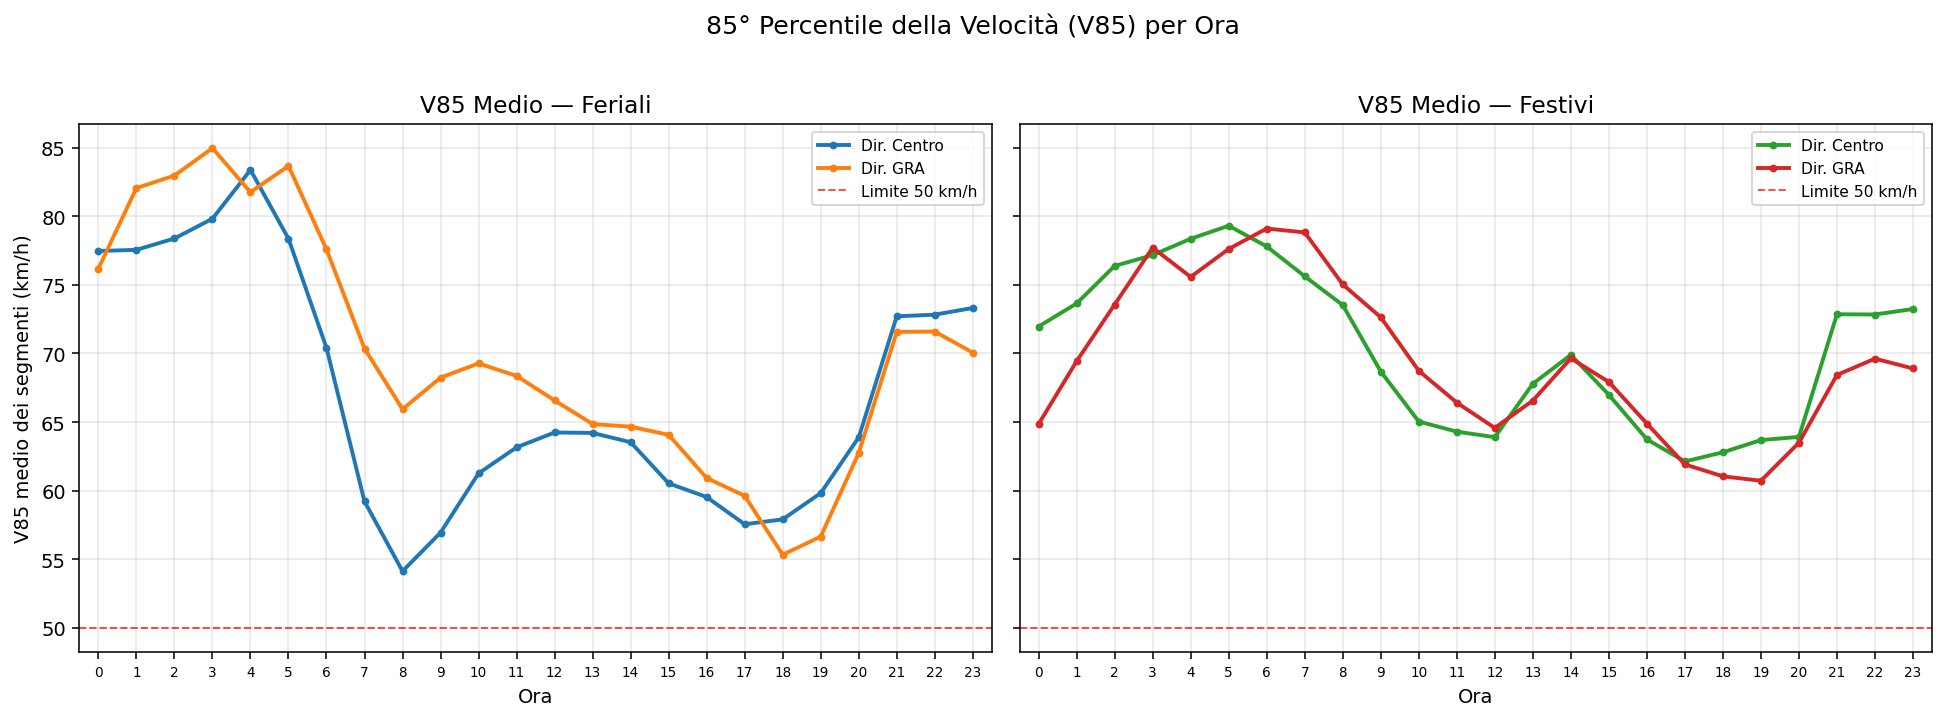 85° Percentile della Velocità (V85) per Ora
V85 Medio — Feriali
V85 medio dei segmenti (km/h)
85
80
75
70
65
60
55
50
Dir. Centro
Dir. GRA
Limite 50 km/h
0 1 2 3 4 5 6 7 8 9 10 11 12 13 14 15 16 17 18 19 20 21 22 23
Ora
V85 Medio — Festivi
Dir. Centro
Dir. GRA
Limite 50 km/h
0 1 2 3 4 5 6 7 8 9 10 11 12 13 14 15 16 17 18 19 20 21 22 23
Ora